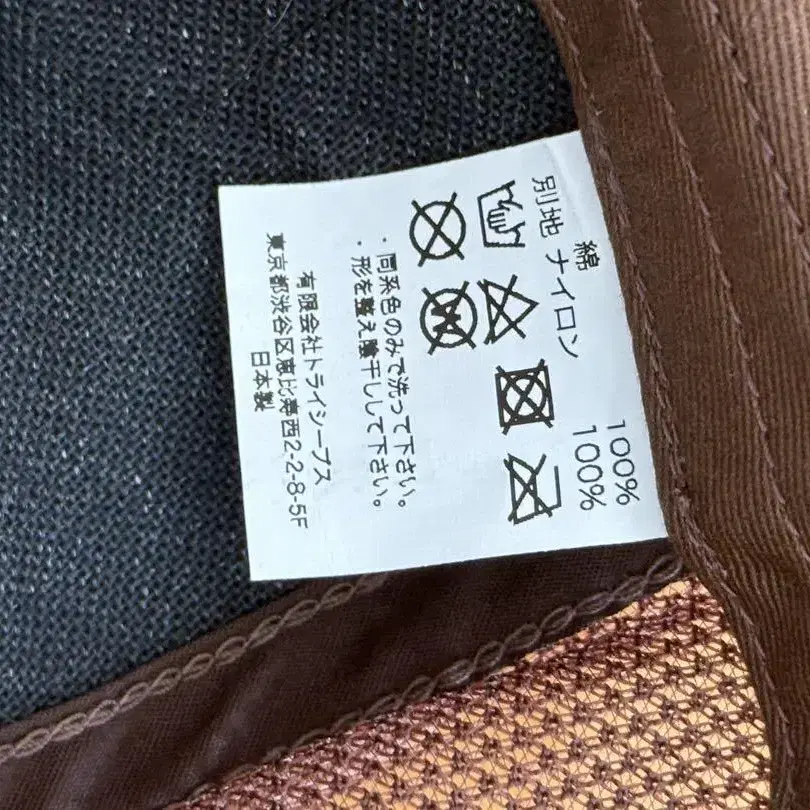 綿 100%
別地 ナイロン 100%
・同系色のみで洗って下さい。
・形を整え陰干しして下さい。
有限会社トライシープス
東京都渋谷区恵比寿西2-2-8-5F
日本製